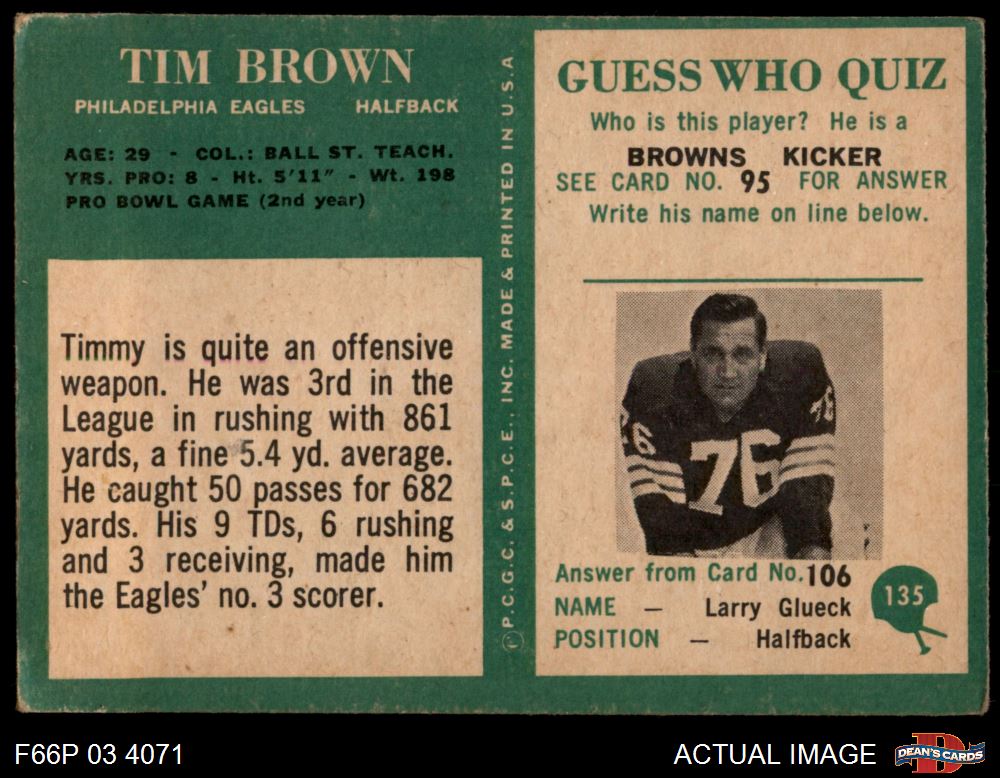 TIM BROWN
PHILADELPHIA EAGLES HALFBACK
AGE: 29 - COL.: BALL ST. TEACH.
YRS. PRO: 8 - Ht. 5'11" - Wt. 198
PRO BOWL GAME (2nd year)
Timmy is quite an offensive
weapon. He was 3rd in the
League in rushing with 861
yards, a fine 5.4 yd. average.
He caught 50 passes for 682
yards. His 9 TDs, 6 rushing
and 3 receiving, made him
the Eagles' no. 3 scorer.
Ⓒ P.C.G.C. & S.P.C.E., INC. MADE & PRINTED IN U.S.A
GUESS WHO QUIZ
Who is this player? He is a
BROWNS KICKER
SEE CARD NO. 95 FOR ANSWER
Write his name on line below.
76
76
76
Answer from Card No. 106
NAME — Larry Glueck
POSITION — Halfback
135
F66P 03 4071
ACTUAL IMAGE
D
DEAN'S CARDS